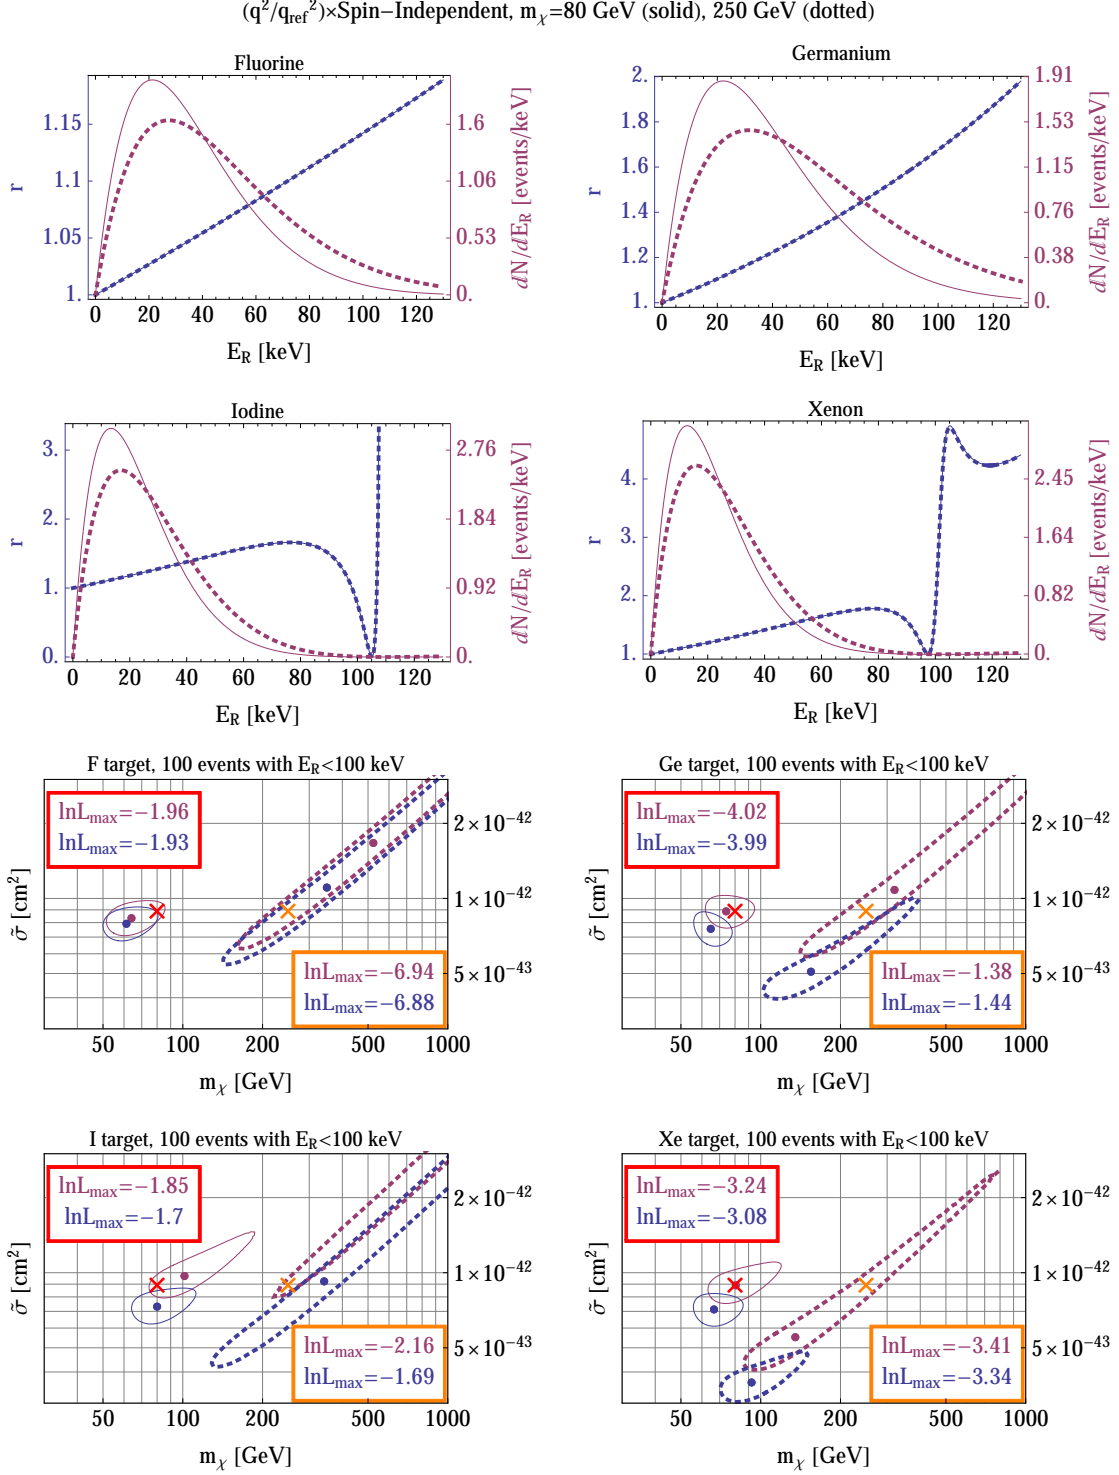 (q²/q_ref²)×Spin−Independent, m_χ=80 GeV (solid), 250 GeV (dotted)
Fluorine
1.15
1.1
1.05
1.
r
1.6
1.06
0.53
0.
dN/dE_R [events/keV]
0 20 40 60 80 100 120
E_R [keV]
Germanium
2.
1.8
1.6
1.4
1.2
1.
r
1.91
1.53
1.15
0.76
0.38
0.
dN/dE_R [events/keV]
0 20 40 60 80 100 120
E_R [keV]
Iodine
3.
2.
1.
0.
r
2.76
1.84
0.92
0.
dN/dE_R [events/keV]
0 20 40 60 80 100 120
E_R [keV]
Xenon
4.
3.
2.
1.
r
2.45
1.64
0.82
0.
dN/dE_R [events/keV]
0 20 40 60 80 100 120
E_R [keV]
F target, 100 events with E_R<100 keV
lnL_max=−1.96
lnL_max=−1.93
lnL_max=−6.94
lnL_max=−6.88
σ̃ [cm²]
2×10⁻⁴²
1×10⁻⁴²
5×10⁻⁴³
50 100 200 500 1000
m_χ [GeV]
Ge target, 100 events with E_R<100 keV
lnL_max=−4.02
lnL_max=−3.99
lnL_max=−1.38
lnL_max=−1.44
σ̃ [cm²]
2×10⁻⁴²
1×10⁻⁴²
5×10⁻⁴³
50 100 200 500 1000
m_χ [GeV]
I target, 100 events with E_R<100 keV
lnL_max=−1.85
lnL_max=−1.7
lnL_max=−2.16
lnL_max=−1.69
σ̃ [cm²]
2×10⁻⁴²
1×10⁻⁴²
5×10⁻⁴³
50 100 200 500 1000
m_χ [GeV]
Xe target, 100 events with E_R<100 keV
lnL_max=−3.24
lnL_max=−3.08
lnL_max=−3.41
lnL_max=−3.34
σ̃ [cm²]
2×10⁻⁴²
1×10⁻⁴²
5×10⁻⁴³
50 100 200 500 1000
m_χ [GeV]